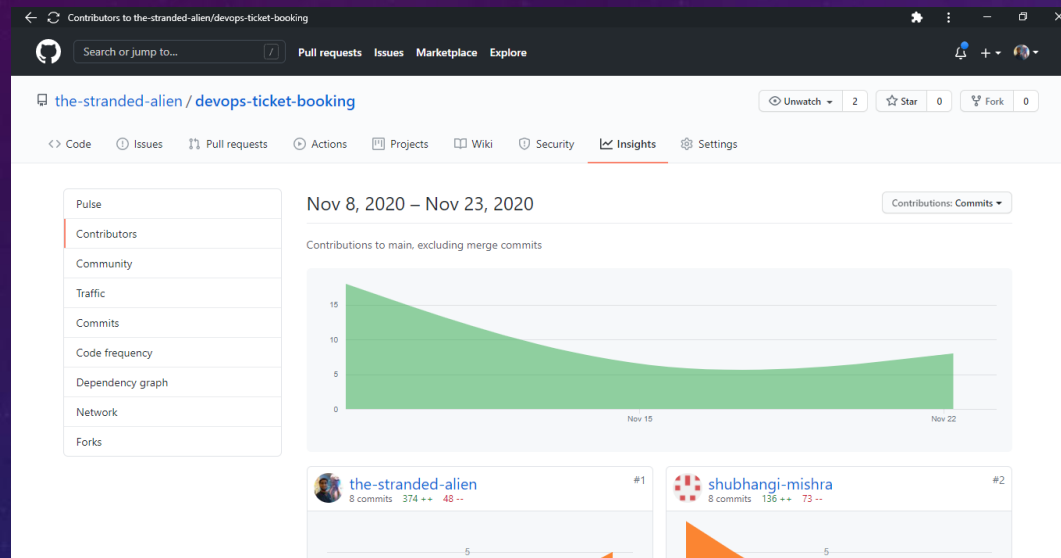 Contributors to the-stranded-alien/devops-ticket-booking
Search or jump to... /
Pull requests Issues Marketplace Explore
the-stranded-alien / devops-ticket-booking
Unwatch 2 Star 0 Fork 0
Code Issues Pull requests Actions Projects Wiki Security Insights Settings
Pulse
Contributors
Community
Traffic
Commits
Code frequency
Dependency graph
Network
Forks
Nov 8, 2020 – Nov 23, 2020
Contributions: Commits
Contributions to main, excluding merge commits
15
10
5
0
Nov 15 Nov 22
the-stranded-alien #1
8 commits 374 ++ 48 --
5
shubhangi-mishra #2
8 commits 136 ++ 73 --
5